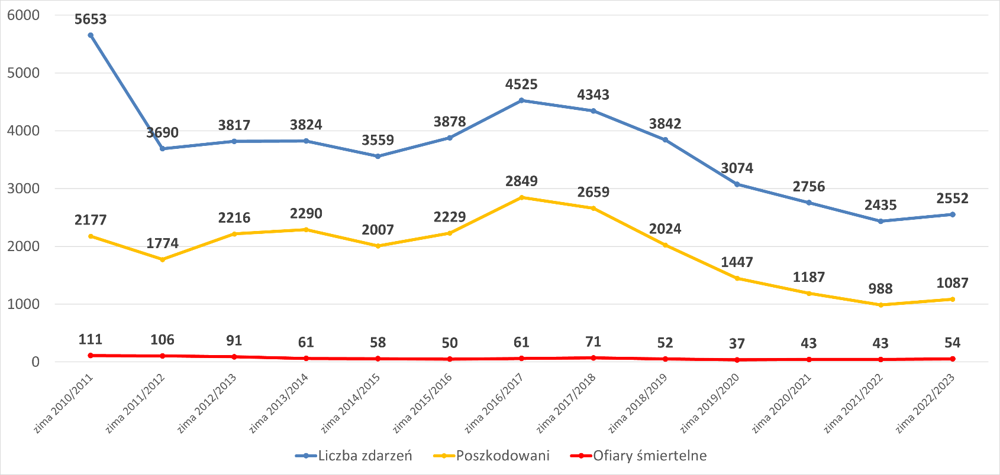 6000
5000
4000
3000
2000
1000
0
5653 3690 3817 3824 3559 3878 4525 4343 3842 3074 2756 2435 2552
2177 1774 2216 2290 2007 2229 2849 2659 2024 1447 1187 988 1087
111 106 91 61 58 50 61 71 52 37 43 43 54
zima 2010/2011
zima 2011/2012
zima 2012/2013
zima 2013/2014
zima 2014/2015
zima 2015/2016
zima 2016/2017
zima 2017/2018
zima 2018/2019
zima 2019/2020
zima 2020/2021
zima 2021/2022
zima 2022/2023
Liczba zdarzeń Poszkodowani Ofiary śmiertelne